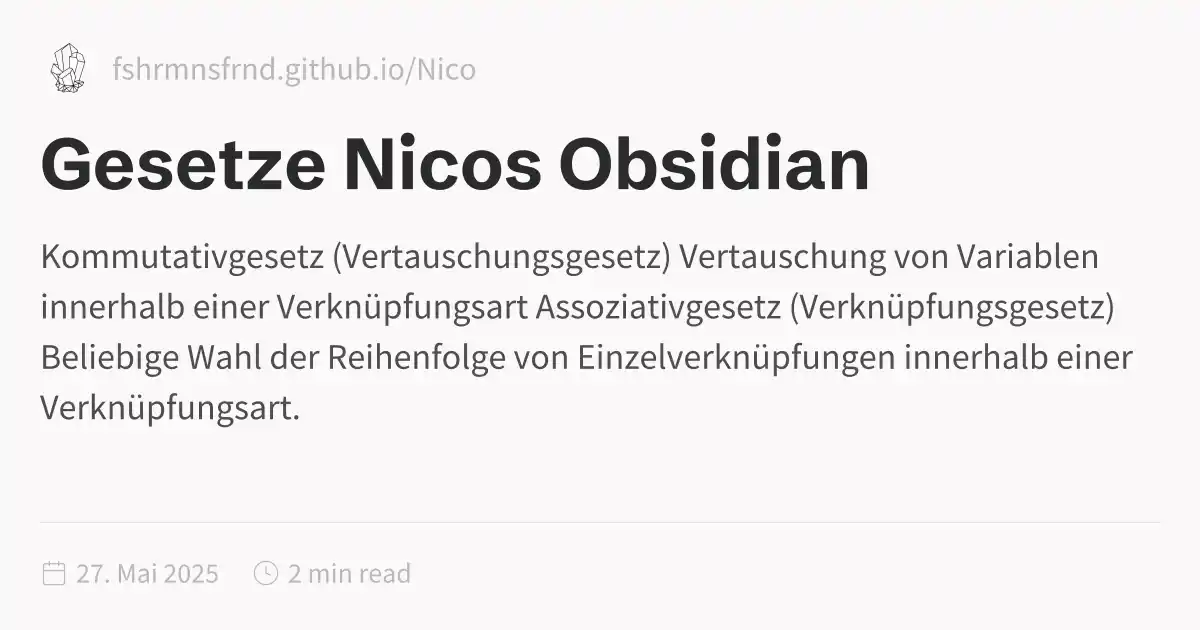 fshrmnsfrnd.github.io/Nico
Gesetze Nicos Obsidian
Kommutativgesetz (Vertauschungsgesetz) Vertauschung von Variablen
innerhalb einer Verknüpfungsart Assoziativgesetz (Verknüpfungsgesetz)
Beliebige Wahl der Reihenfolge von Einzelverknüpfungen innerhalb einer
Verknüpfungsart.
27. Mai 2025 2 min read